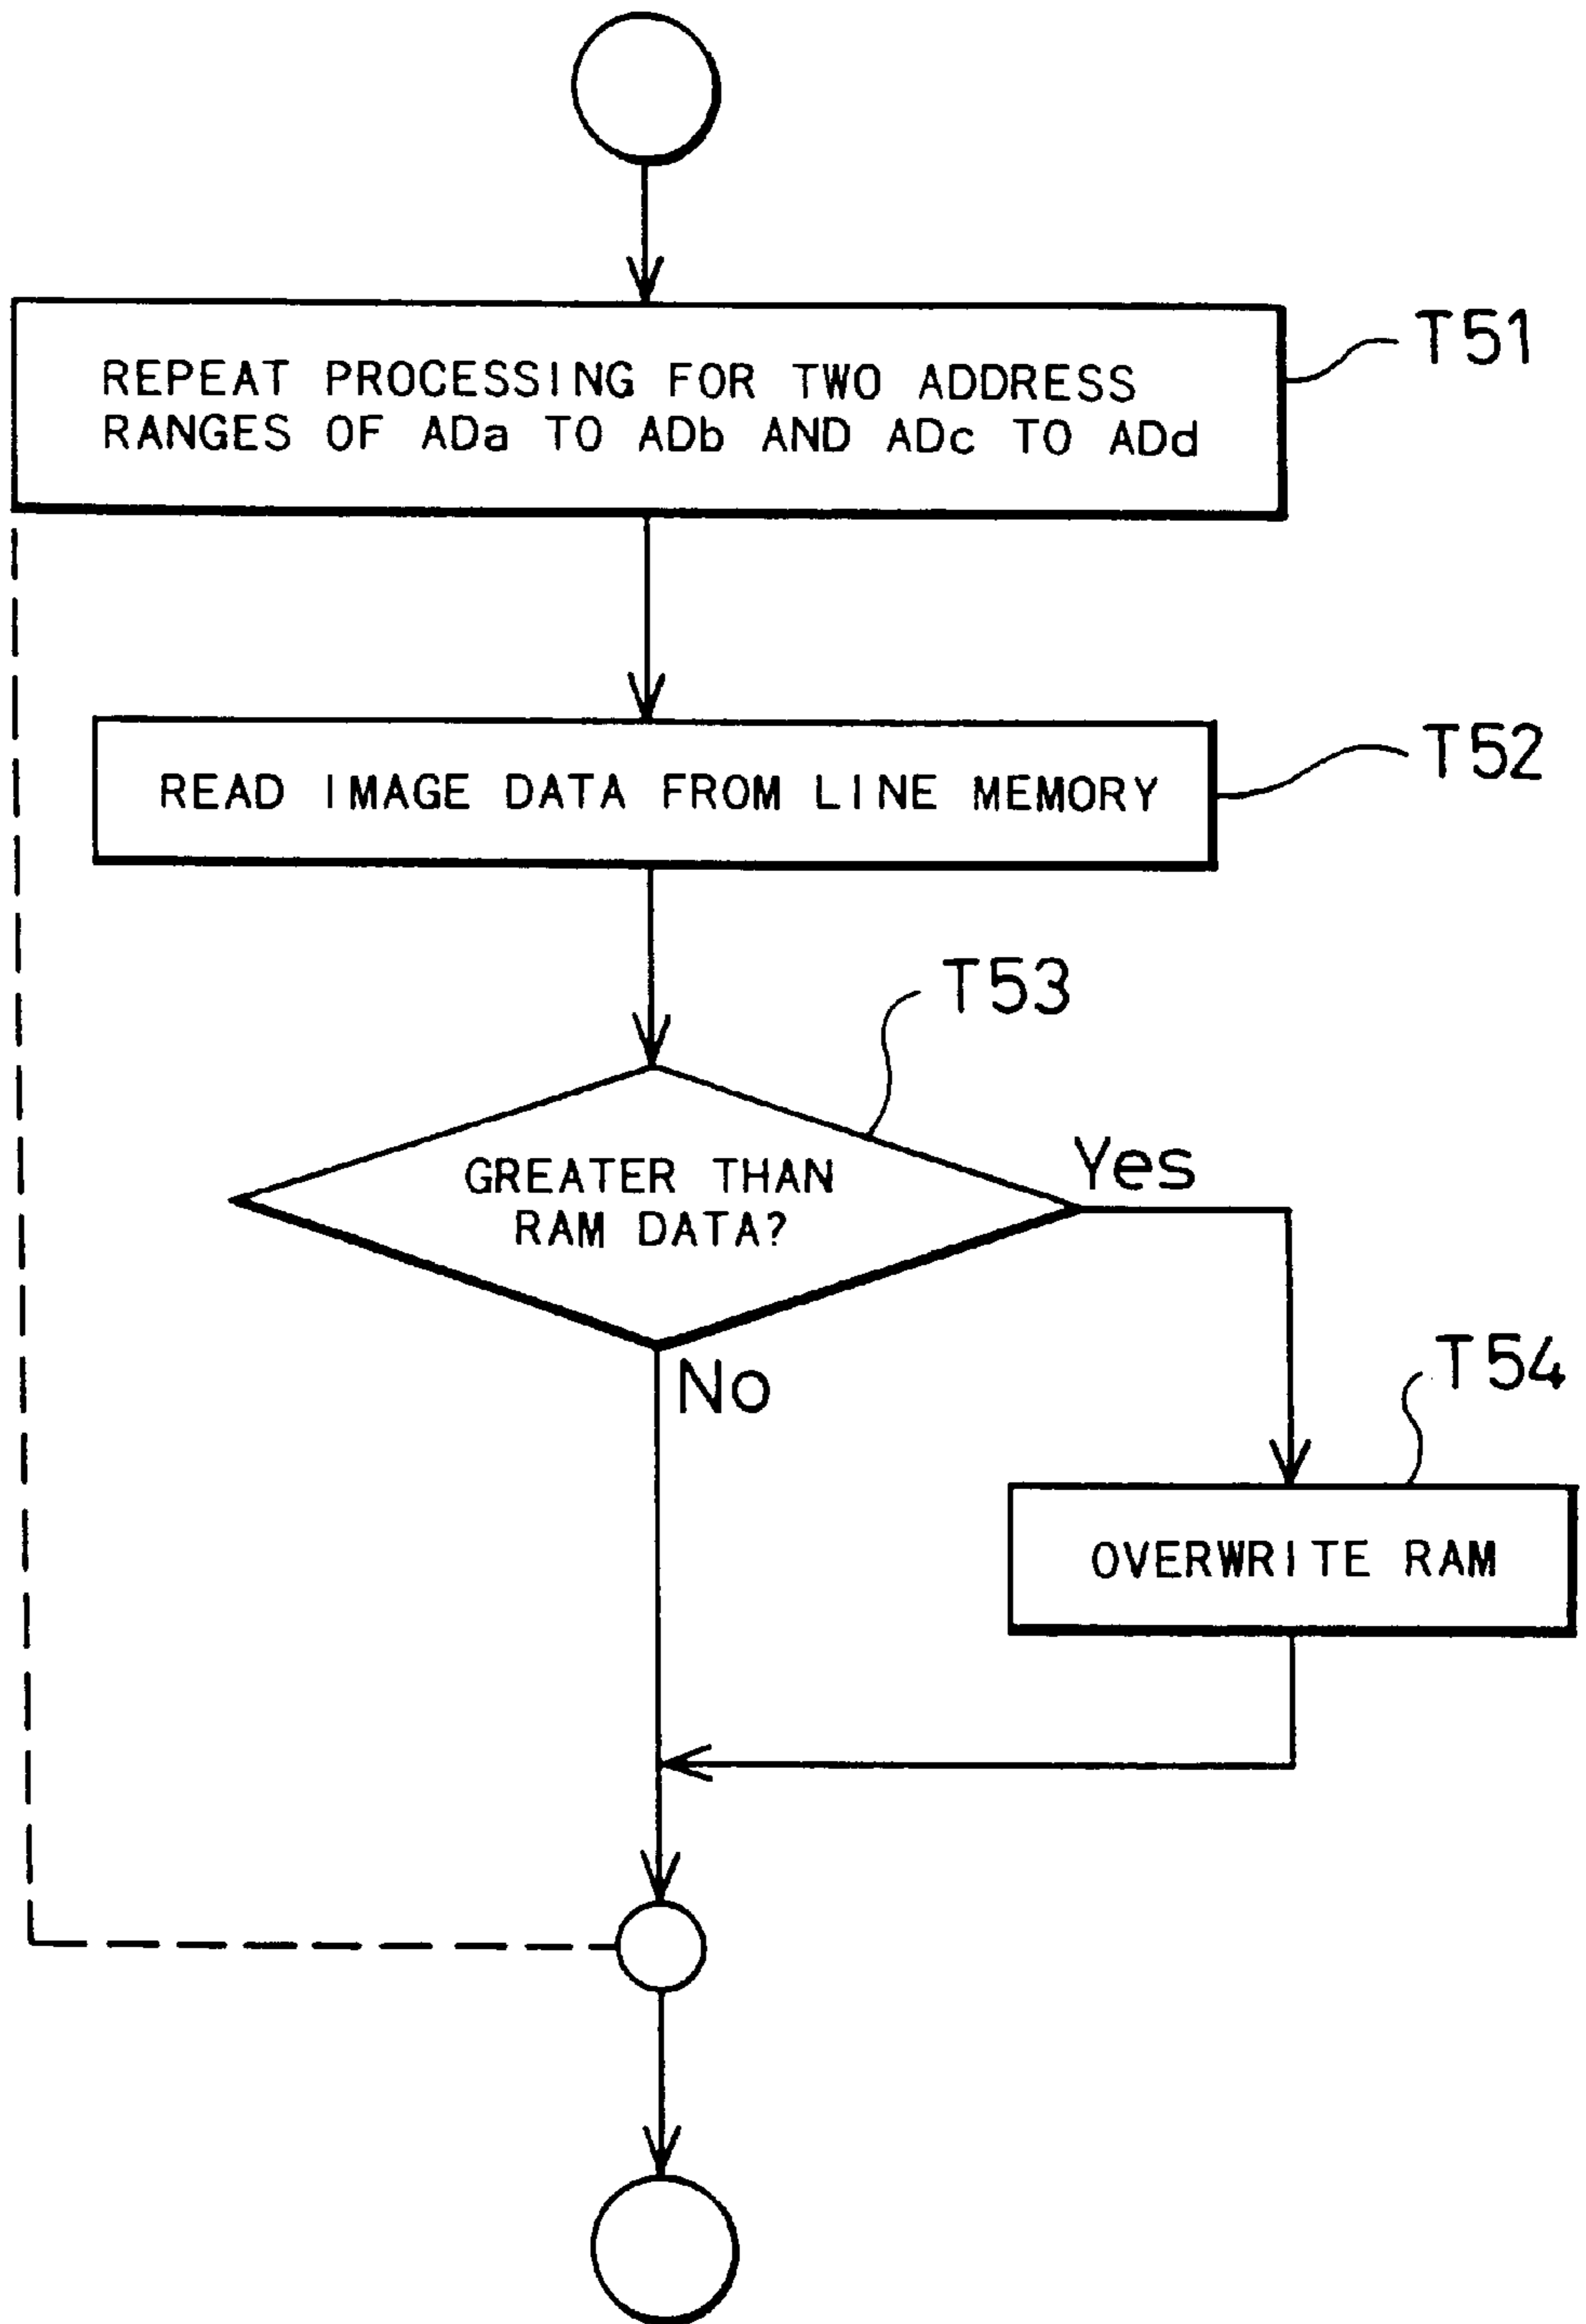 T51
REPEAT PROCESSING FOR TWO ADDRESS
RANGES OF ADa TO ADb AND ADc TO ADd
T52
READ IMAGE DATA FROM LINE MEMORY
T53
GREATER THAN
RAM DATA?
Yes
No
T54
OVERWRITE RAM